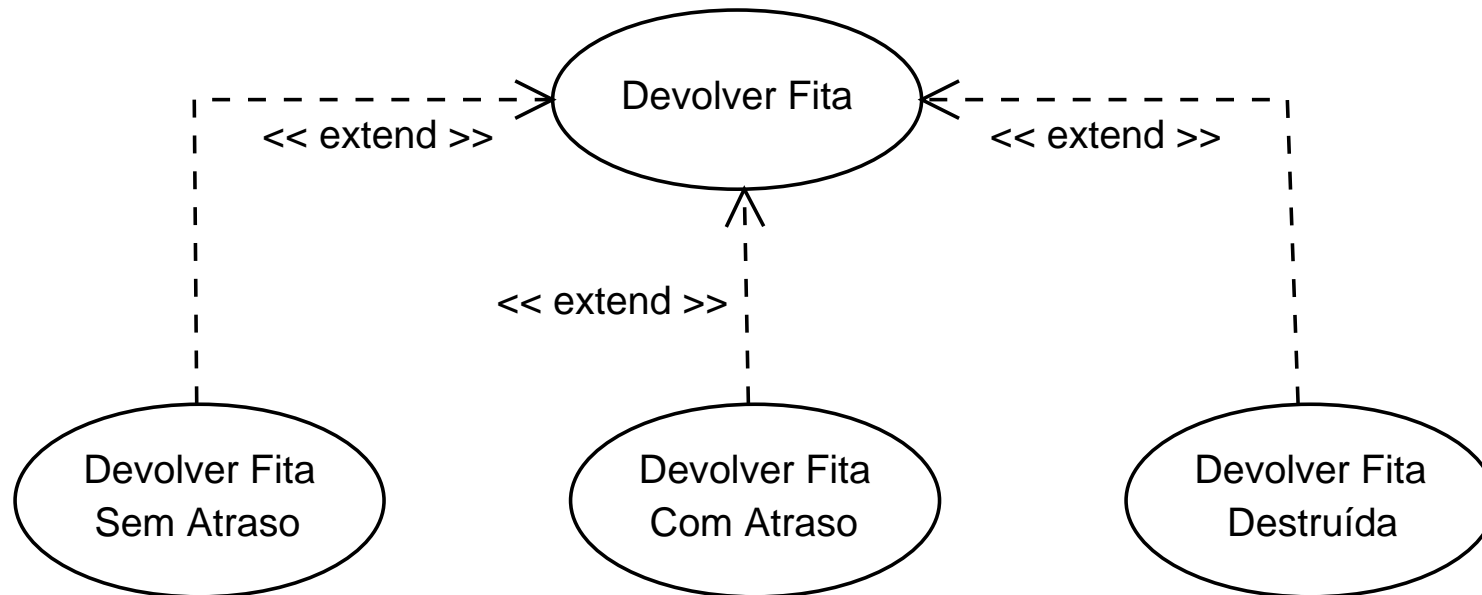 Devolver Fita
<< extend >>
<< extend >>
<< extend >>
Devolver Fita
Sem Atraso
Devolver Fita
Com Atraso
Devolver Fita
Destruída